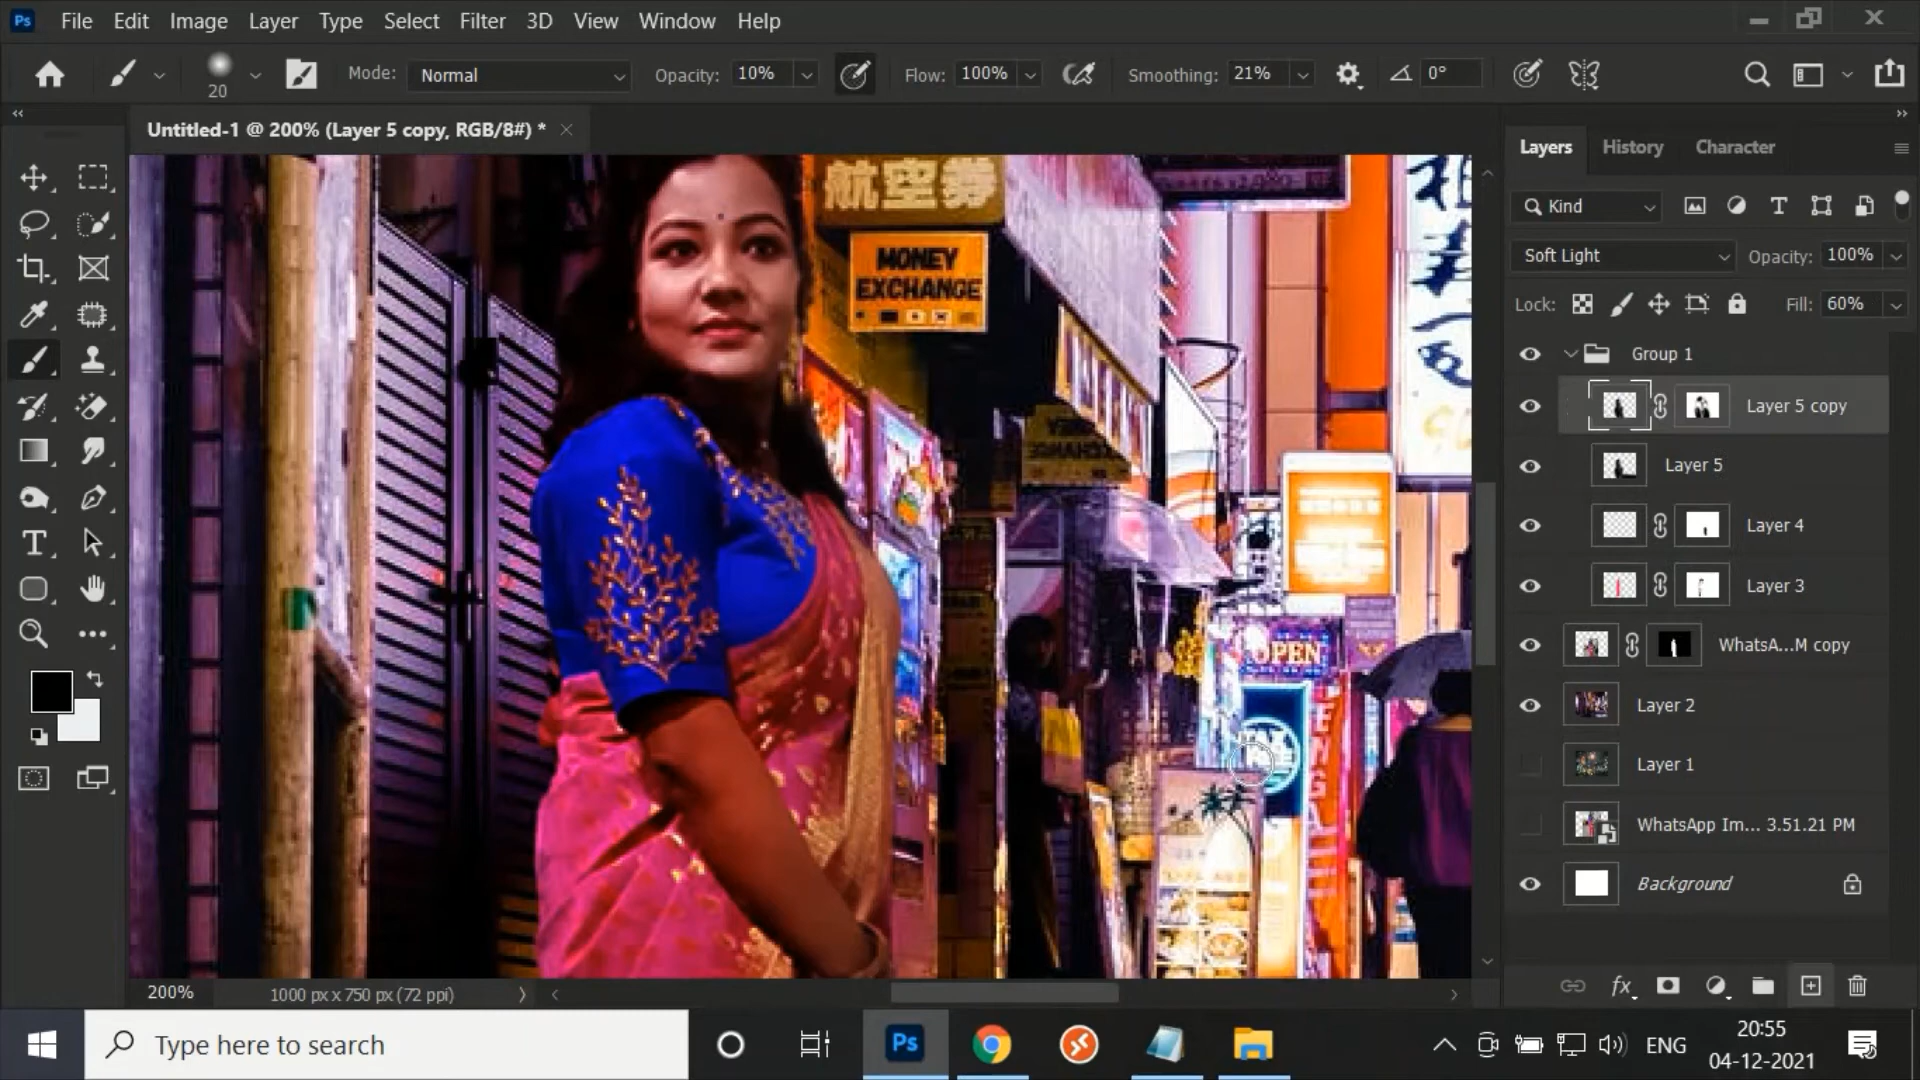 Ps File Edit Image Layer Type Select Filter 3D View Window Help
20 Mode: Normal Opacity: 10% Flow: 100% Smoothing: 21% 0°
Untitled-1 @ 200% (Layer 5 copy, RGB/8#) *
Layers History Character
Kind
Soft Light Opacity: 100%
Lock: Fill: 60%
Group 1
Layer 5 copy
Layer 5
Layer 4
Layer 3
WhatsA...M copy
Layer 2
Layer 1
WhatsApp Im... 3.51.21 PM
Background
fx
航空券
MONEY
EXCHANGE
OPEN
200% 1000 px x 750 px (72 ppi)
Type here to search
Ps
ENG
20:55
04-12-2021